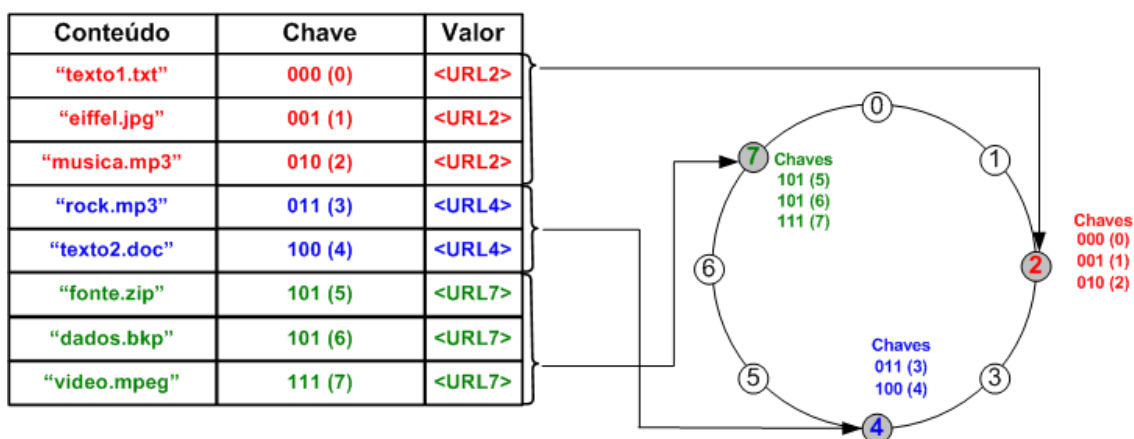 Conteúdo Chave Valor
“texto1.txt” 000 (0) <URL2>
“eiffel.jpg” 001 (1) <URL2>
“musica.mp3” 010 (2) <URL2>
“rock.mp3” 011 (3) <URL4>
“texto2.doc” 100 (4) <URL4>
“fonte.zip” 101 (5) <URL7>
“dados.bkp” 101 (6) <URL7>
“video.mpeg” 111 (7) <URL7>
0
1
2
3
4
5
6
7
Chaves
101 (5)
101 (6)
111 (7)
Chaves
000 (0)
001 (1)
010 (2)
Chaves
011 (3)
100 (4)